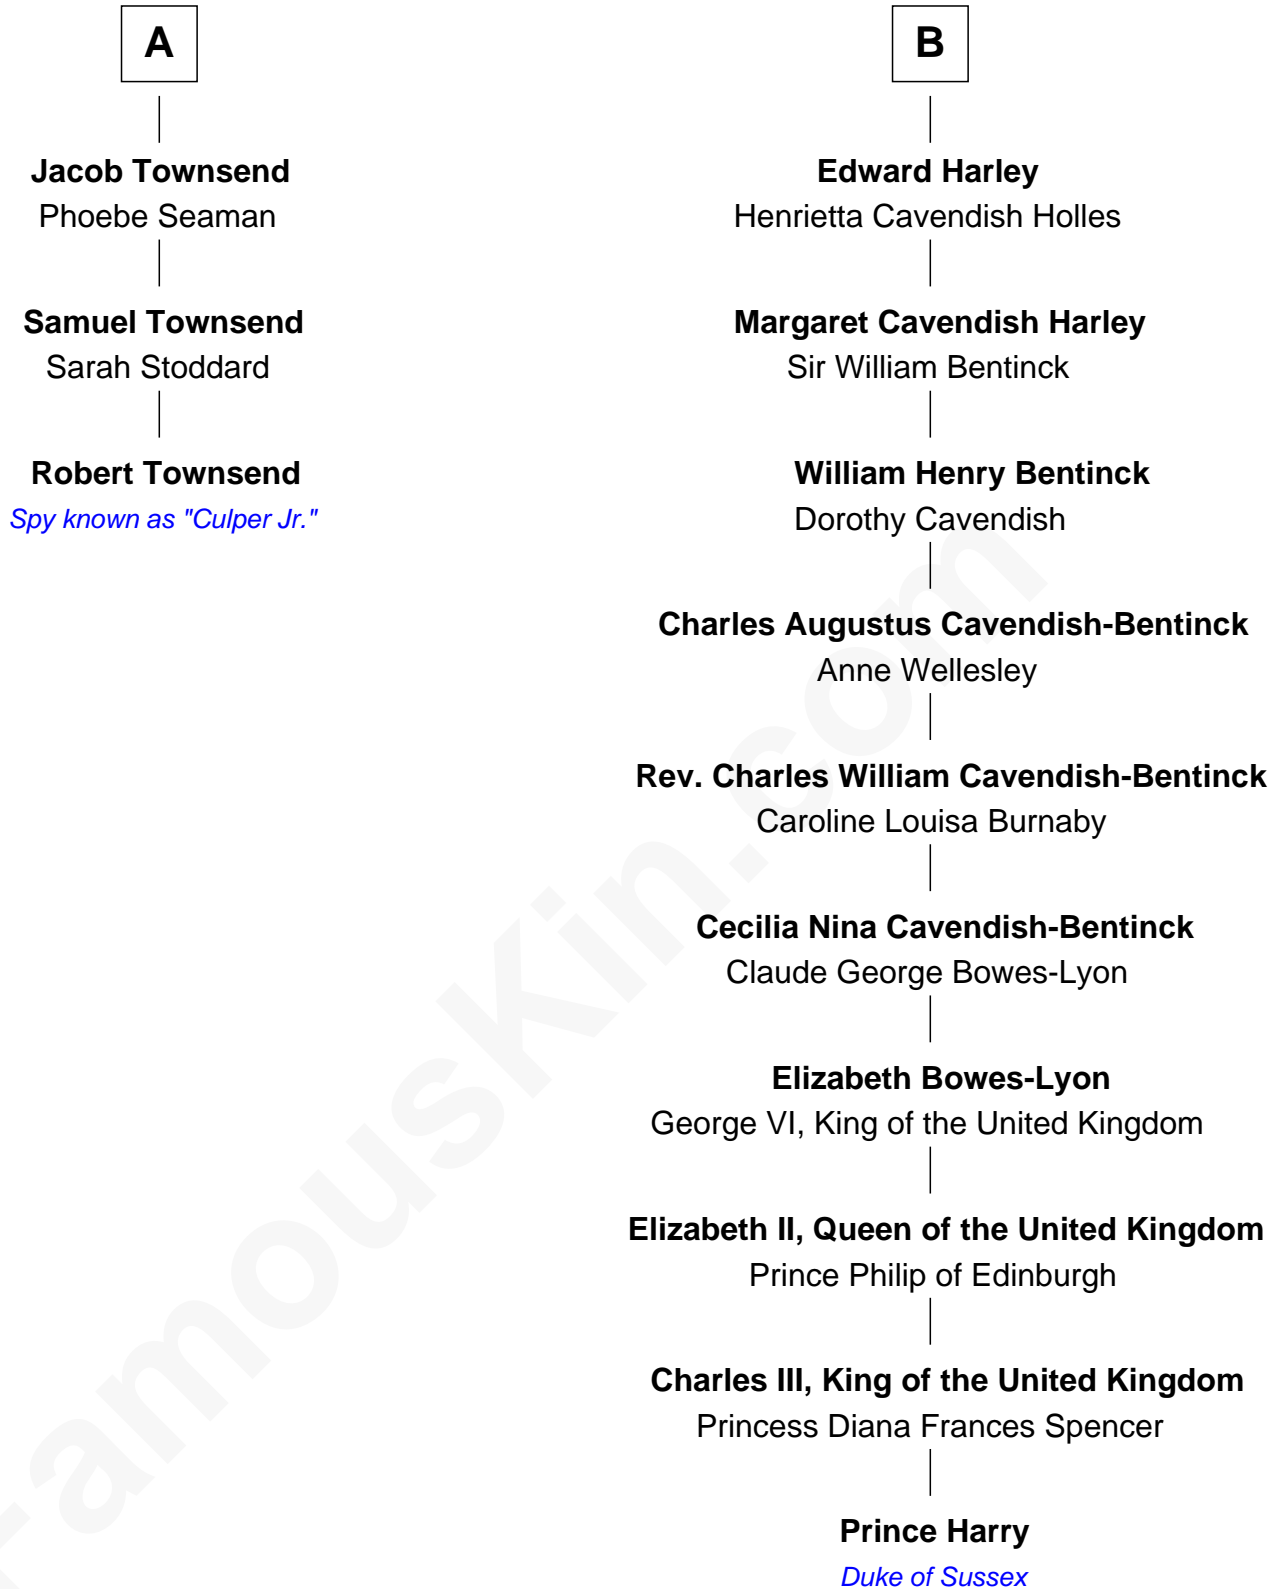 A
Jacob Townsend
Phoebe Seaman
Samuel Townsend
Sarah Stoddard
Robert Townsend
Spy known as "Culper Jr."
B
Edward Harley
Henrietta Cavendish Holles
Margaret Cavendish Harley
Sir William Bentinck
William Henry Bentinck
Dorothy Cavendish
Charles Augustus Cavendish-Bentinck
Anne Wellesley
Rev. Charles William Cavendish-Bentinck
Caroline Louisa Burnaby
Cecilia Nina Cavendish-Bentinck
Claude George Bowes-Lyon
Elizabeth Bowes-Lyon
George VI, King of the United Kingdom
Elizabeth II, Queen of the United Kingdom
Prince Philip of Edinburgh
Charles III, King of the United Kingdom
Princess Diana Frances Spencer
Prince Harry
Duke of Sussex
FamousKin.com